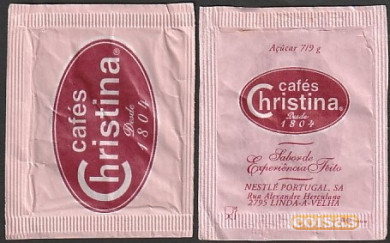 cafés
Christina®
Desde
1804
Açúcar 7/9 g
cafés
Christina®
Desde
1804
Sabor de
Experiência Feito
NESTLÉ PORTUGAL, SA
Rua Alexandre Herculano
2795 LINDA-A-VELHA
coisas